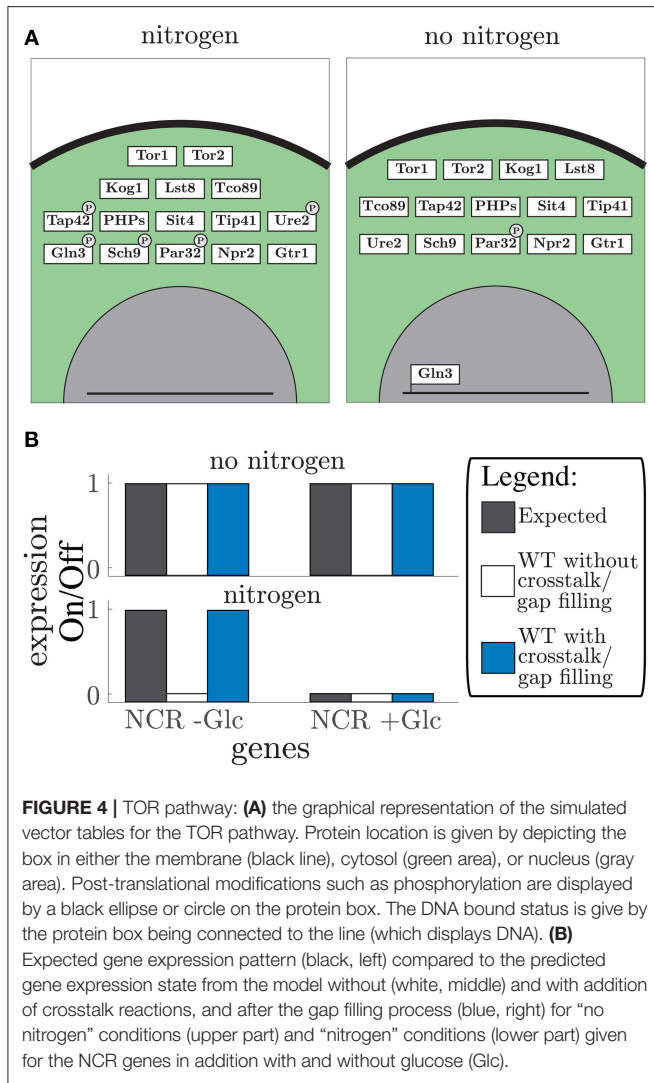 A
nitrogen
no nitrogen
Tor1 Tor2
Kog1 Lst8 Tco89
P P
Tap42 PHPs Sit4 Tip41 Ure2
P P P
Gln3 Sch9 Par32 Npr2 Gtr1
Tor1 Tor2 Kog1 Lst8
Tco89 Tap42 PHPs Sit4 Tip41
P
Ure2 Sch9 Par32 Npr2 Gtr1
Gln3
B
no nitrogen
1
0
nitrogen
1
0
expression
On/Off
NCR -Glc NCR +Glc
genes
Legend:
Expected
WT without
crosstalk/
gap filling
WT with
crosstalk/
gap filling
FIGURE 4 | TOR pathway: (A) the graphical representation of the simulated
vector tables for the TOR pathway. Protein location is given by depicting the
box in either the membrane (black line), cytosol (green area), or nucleus (gray
area). Post-translational modifications such as phosphorylation are displayed
by a black ellipse or circle on the protein box. The DNA bound status is give by
the protein box being connected to the line (which displays DNA). (B)
Expected gene expression pattern (black, left) compared to the predicted
gene expression state from the model without (white, middle) and with addition
of crosstalk reactions, and after the gap filling process (blue, right) for “no
nitrogen” conditions (upper part) and “nitrogen” conditions (lower part) given
for the NCR genes in addition with and without glucose (Glc).